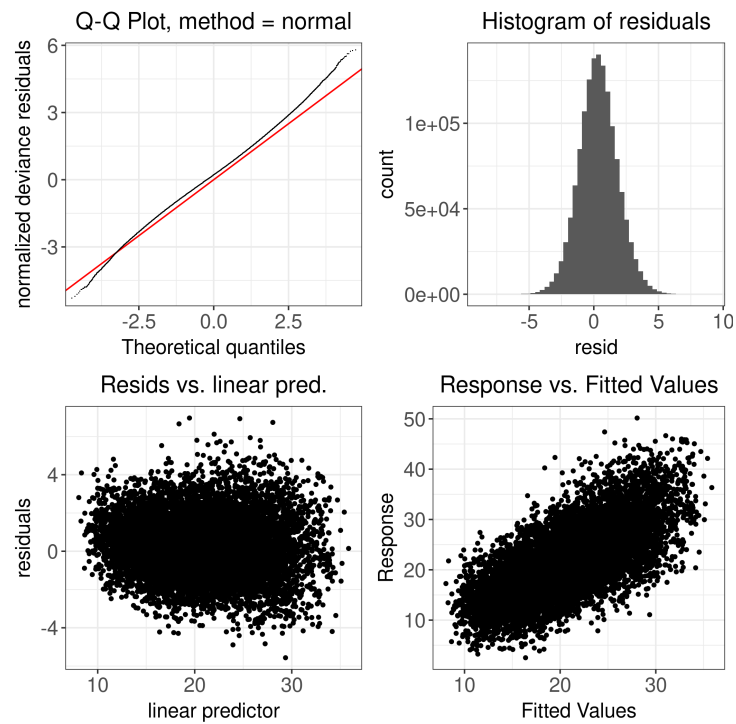 Q-Q Plot, method = normal
normalized deviance residuals
6
3
0
-3
-2.5 0.0 2.5
Theoretical quantiles
Histogram of residuals
count
1e+05
5e+04
0e+00
-5 0 5 10
resid
Resids vs. linear pred.
residuals
4
0
-4
10 20 30
linear predictor
Response vs. Fitted Values
Response
50
40
30
20
10
10 20 30
Fitted Values